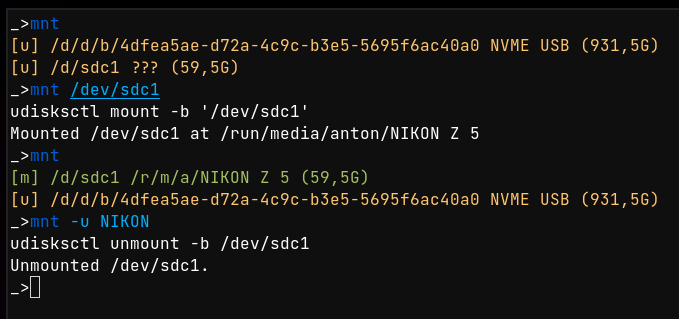 _>mnt
[u] /d/d/b/4dfea5ae-d72a-4c9c-b3e5-5695f6ac40a0 NVME USB (931,5G)
[u] /d/sdc1 ??? (59,5G)
_>mnt /dev/sdc1
udisksctl mount -b '/dev/sdc1'
Mounted /dev/sdc1 at /run/media/anton/NIKON Z 5
_>mnt
[m] /d/sdc1 /r/m/a/NIKON Z 5 (59,5G)
[u] /d/d/b/4dfea5ae-d72a-4c9c-b3e5-5695f6ac40a0 NVME USB (931,5G)
_>mnt -u NIKON
udisksctl unmount -b /dev/sdc1
Unmounted /dev/sdc1.
_>